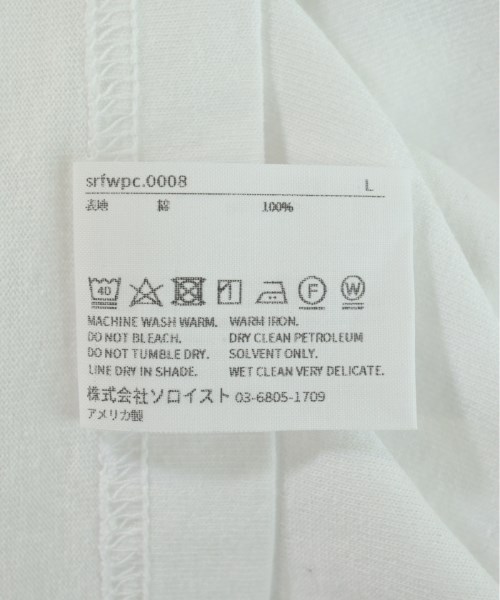 srfwpc.0008 L
表地 綿 100%
40 F W
MACHINE WASH WARM. WARM IRON.
DO NOT BLEACH. DRY CLEAN PETROLEUM
DO NOT TUMBLE DRY. SOLVENT ONLY.
LINE DRY IN SHADE. WET CLEAN VERY DELICATE.
株式会社ソロイスト 03-6805-1709
アメリカ製